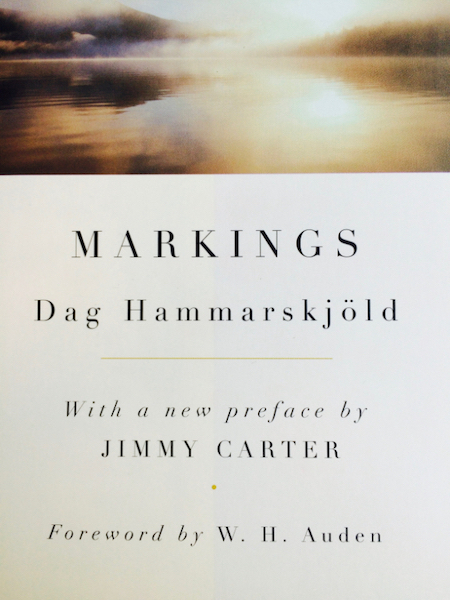 MARKINGS
Dag Hammarskjöld
With a new preface by
JIMMY CARTER
Foreword by W. H. Auden